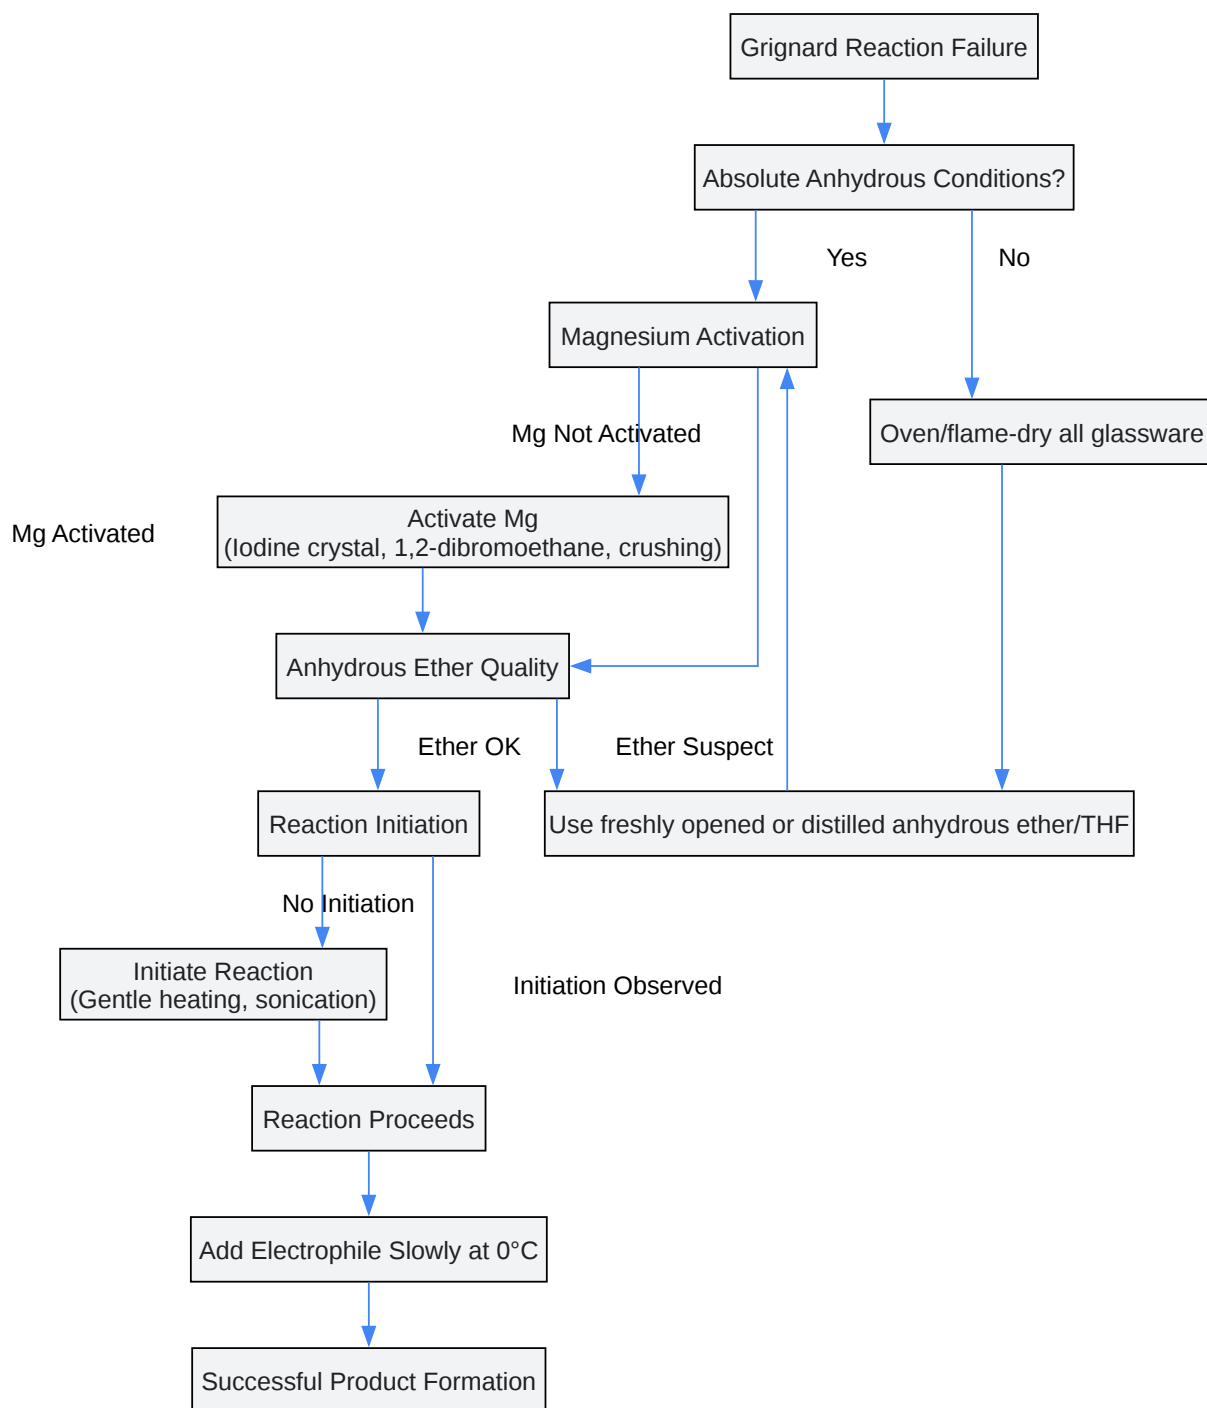 Grignard Reaction Failure
Absolute Anhydrous Conditions?
Yes
No
Magnesium Activation
Oven/flame-dry all glassware
Mg Not Activated
Mg Activated
Activate Mg
(Iodine crystal, 1,2-dibromoethane, crushing)
Anhydrous Ether Quality
Ether OK
Ether Suspect
Reaction Initiation
Use freshly opened or distilled anhydrous ether/THF
No Initiation
Initiate Reaction
(Gentle heating, sonication)
Initiation Observed
Reaction Proceeds
Add Electrophile Slowly at 0°C
Successful Product Formation